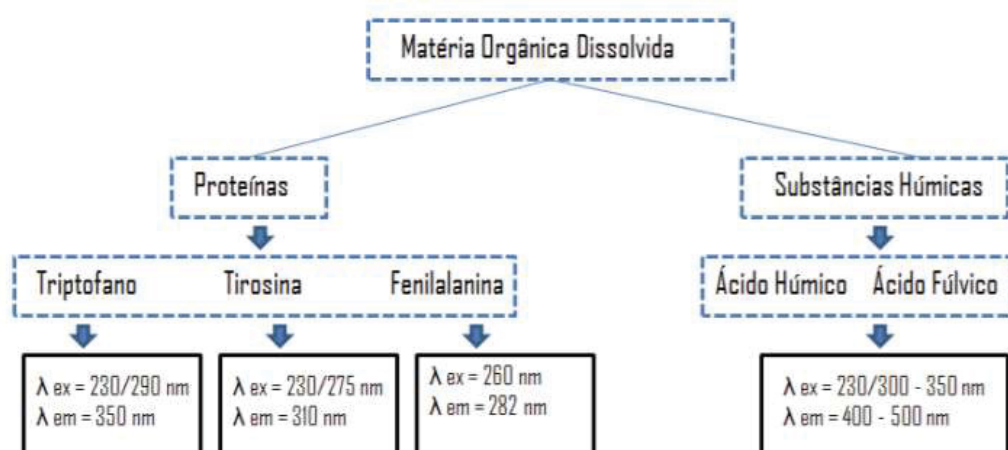 Matéria Orgânica Dissolvida
Proteínas
Substâncias Húmicas
Triptofano Tirosina Fenilalanina
Ácido Húmico Ácido Fúlvico
λ ex = 230/290 nm
λ em = 350 nm
λ ex = 230/275 nm
λ em = 310 nm
λ ex = 260 nm
λ em = 282 nm
λ ex = 230/300 - 350 nm
λ em = 400 - 500 nm